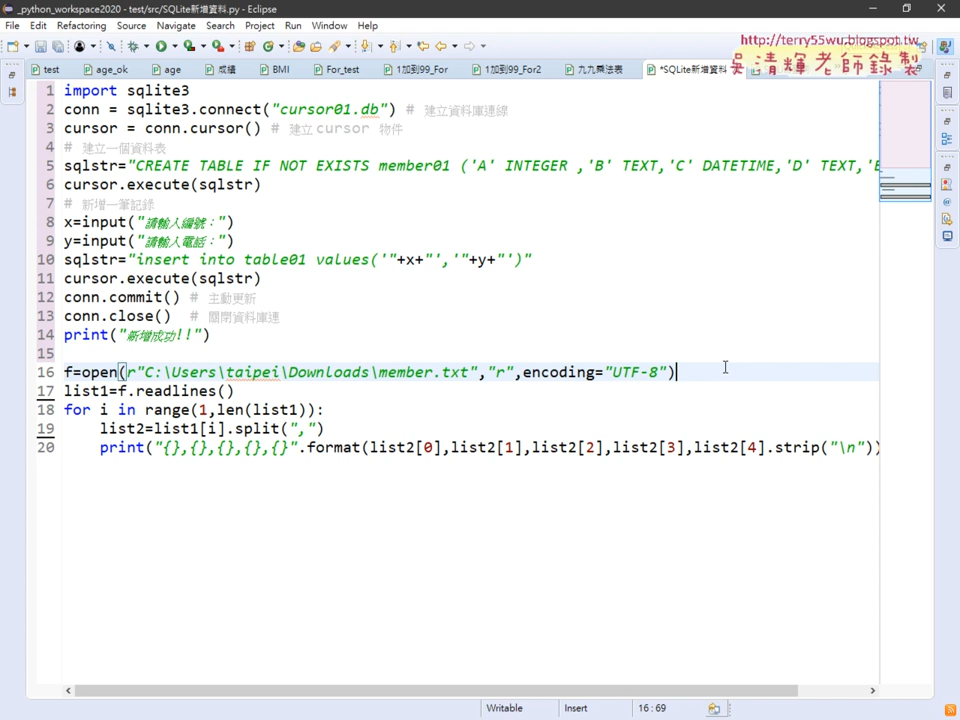 _python_workspace2020 - test/src/SQLite新增資料.py - Eclipse
File Edit Refactoring Source Navigate Search Project Run Window Help
http://terry55wu.blogspot.tw
吳清輝老師錄製
test age_ok age 成績 BMI For_test 1加到99_For 1加到99_For2 九九乘法表 *SQLite新增資料
1 import sqlite3
2 conn = sqlite3.connect("cursor01.db") # 建立資料庫連線
3 cursor = conn.cursor() # 建立 cursor 物件
4 # 建立一個資料表
5 sqlstr="CREATE TABLE IF NOT EXISTS member01 ('A' INTEGER ,'B' TEXT,'C' DATETIME,'D' TEXT,'E
6 cursor.execute(sqlstr)
7 # 新增一筆記錄
8 x=input("請輸入編號：")
9 y=input("請輸入電話：")
10 sqlstr="insert into table01 values('"+x+"','"+y+"')"
11 cursor.execute(sqlstr)
12 conn.commit() # 主動更新
13 conn.close() # 關閉資料庫連
14 print("新增成功!!")
15
16 f=open(r"C:\Users\taipei\Downloads\member.txt","r",encoding="UTF-8")
17 list1=f.readlines()
18 for i in range(1,len(list1)):
19 list2=list1[i].split(",")
20 print("{},{},{},{},{}".format(list2[0],list2[1],list2[2],list2[3],list2[4].strip("\n"))
Writable Insert 16 : 69